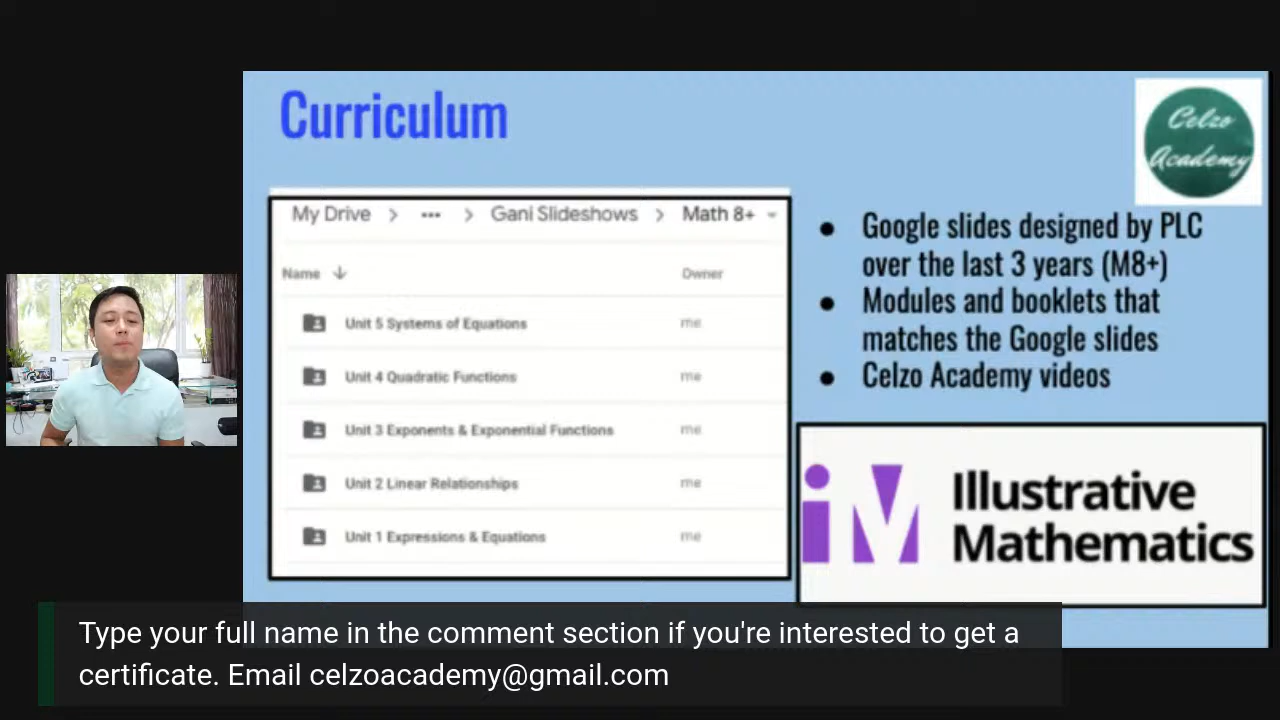 Curriculum
Celzo
Academy
My Drive > ••• > Gani Slideshows > Math 8+
Name ↓ Owner
Unit 5 Systems of Equations me
Unit 4 Quadratic Functions me
Unit 3 Exponents & Exponential Functions me
Unit 2 Linear Relationships me
Unit 1 Expressions & Equations me
● Google slides designed by PLC
over the last 3 years (M8+)
● Modules and booklets that
matches the Google slides
● Celzo Academy videos
iM Illustrative
Mathematics
Type your full name in the comment section if you're interested to get a
certificate. Email celzoacademy@gmail.com